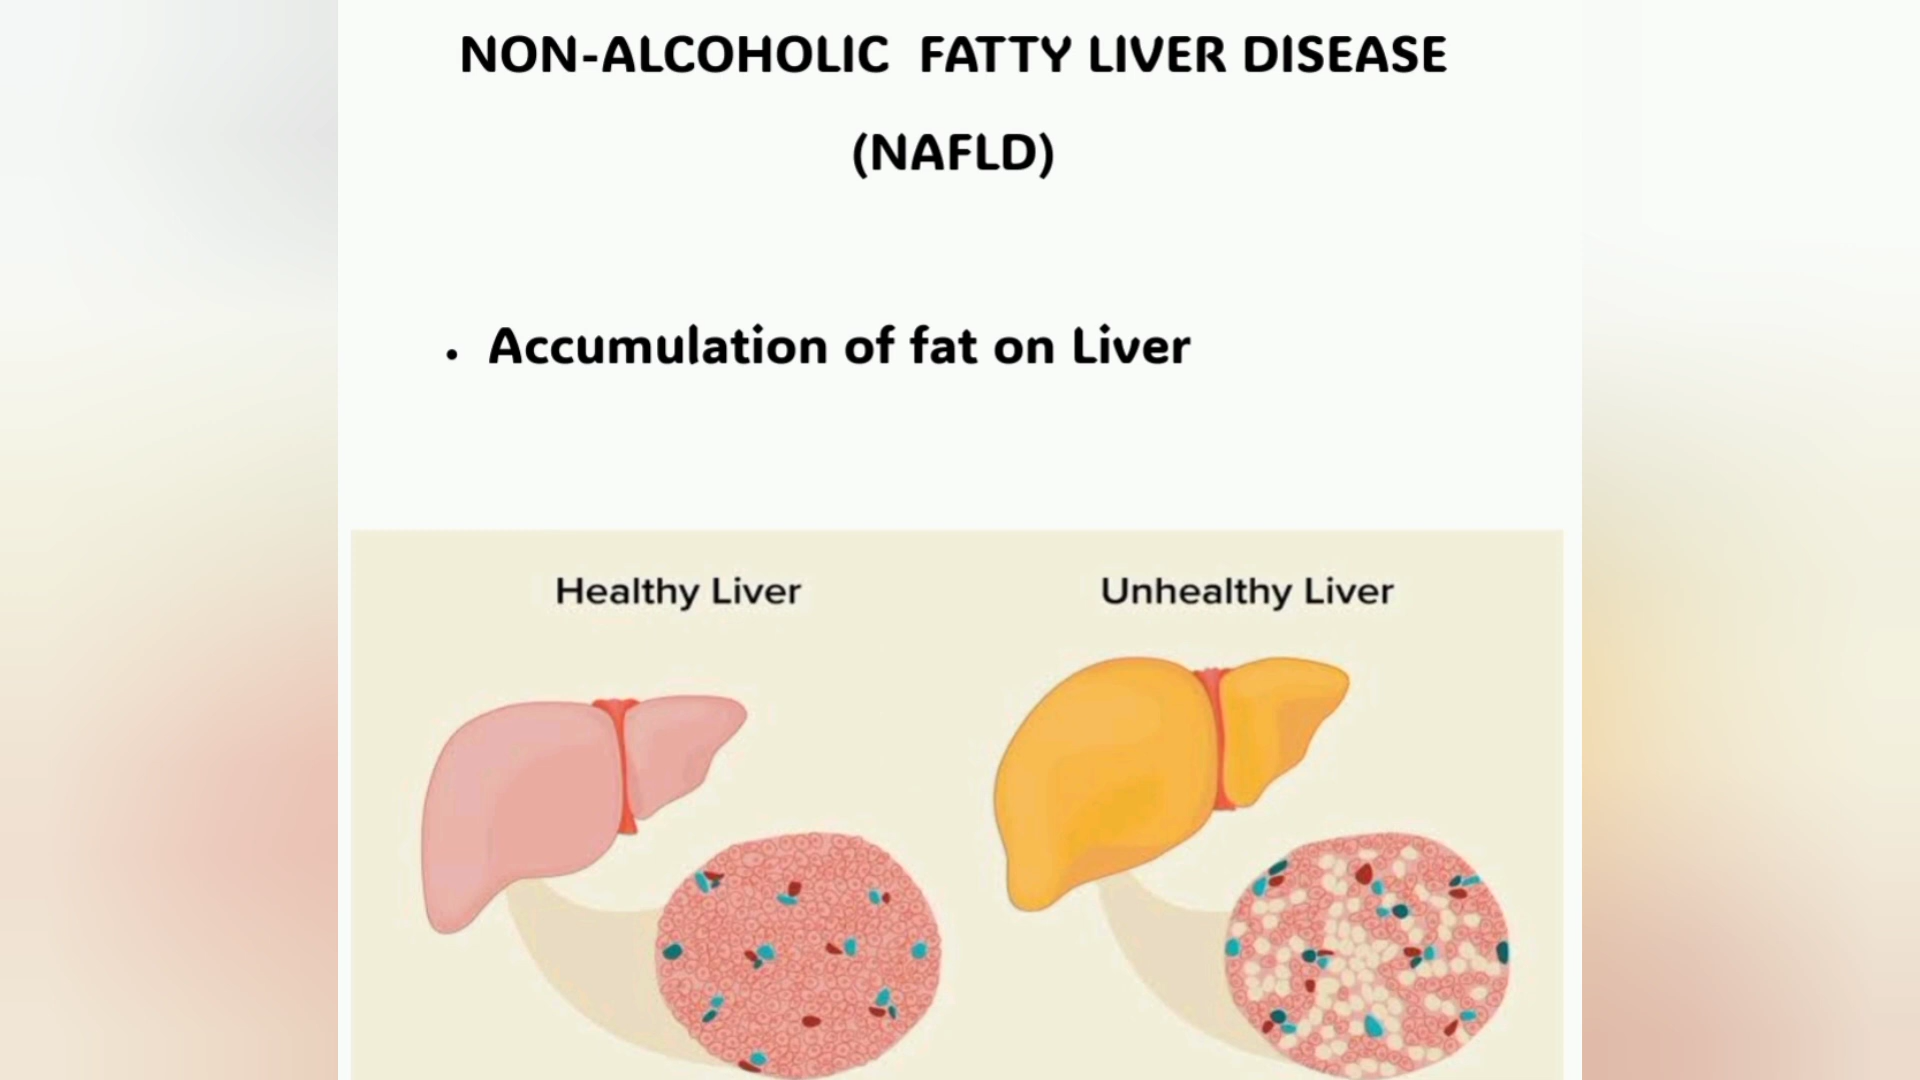 NON-ALCOHOLIC FATTY LIVER DISEASE
(NAFLD)
• Accumulation of fat on Liver
Healthy Liver
Unhealthy Liver